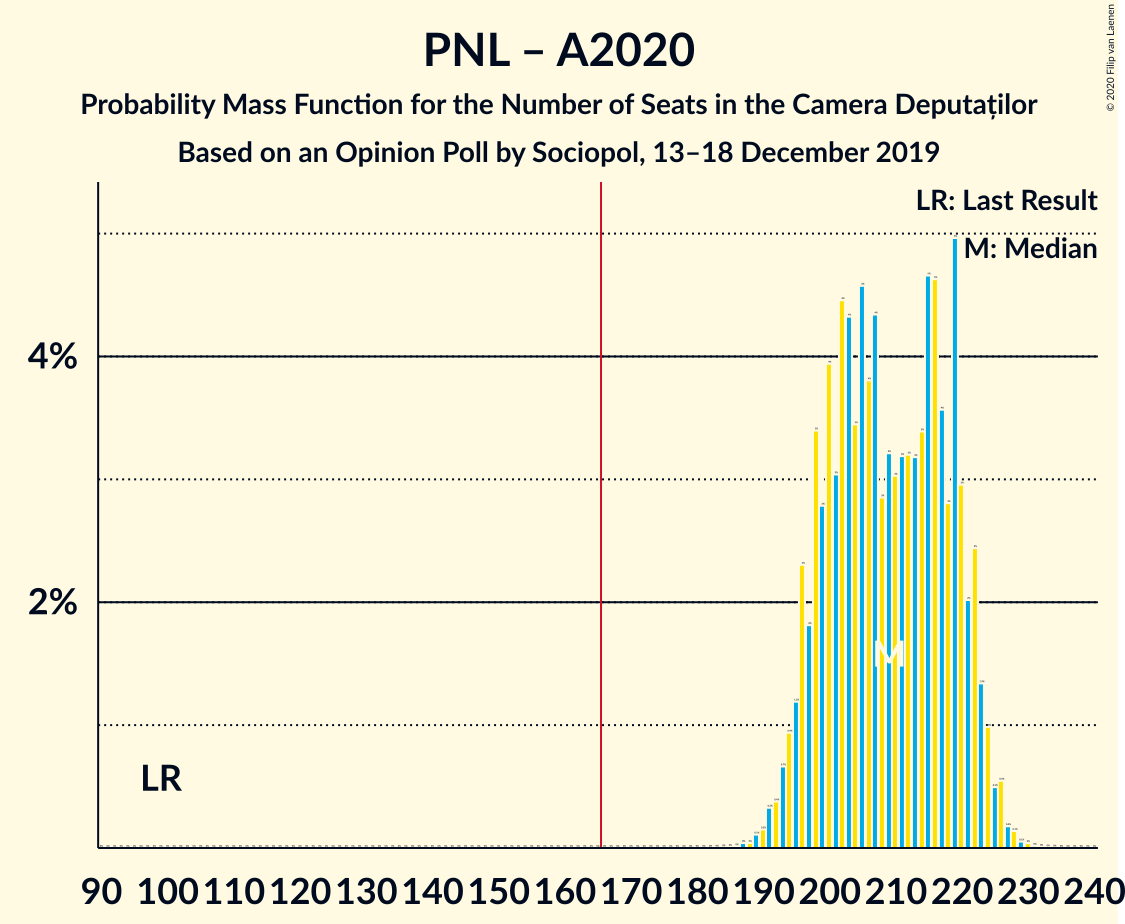 PNL – A2020
Probability Mass Function for the Number of Seats in the Camera Deputaților
Based on an Opinion Poll by Sociopol, 13–18 December 2019
© 2020 Filip van Laenen
LR: Last Result
M: Median
4%
2%
M
LR
90 100 110 120 130 140 150 160 170 180 190 200 210 220 230 240